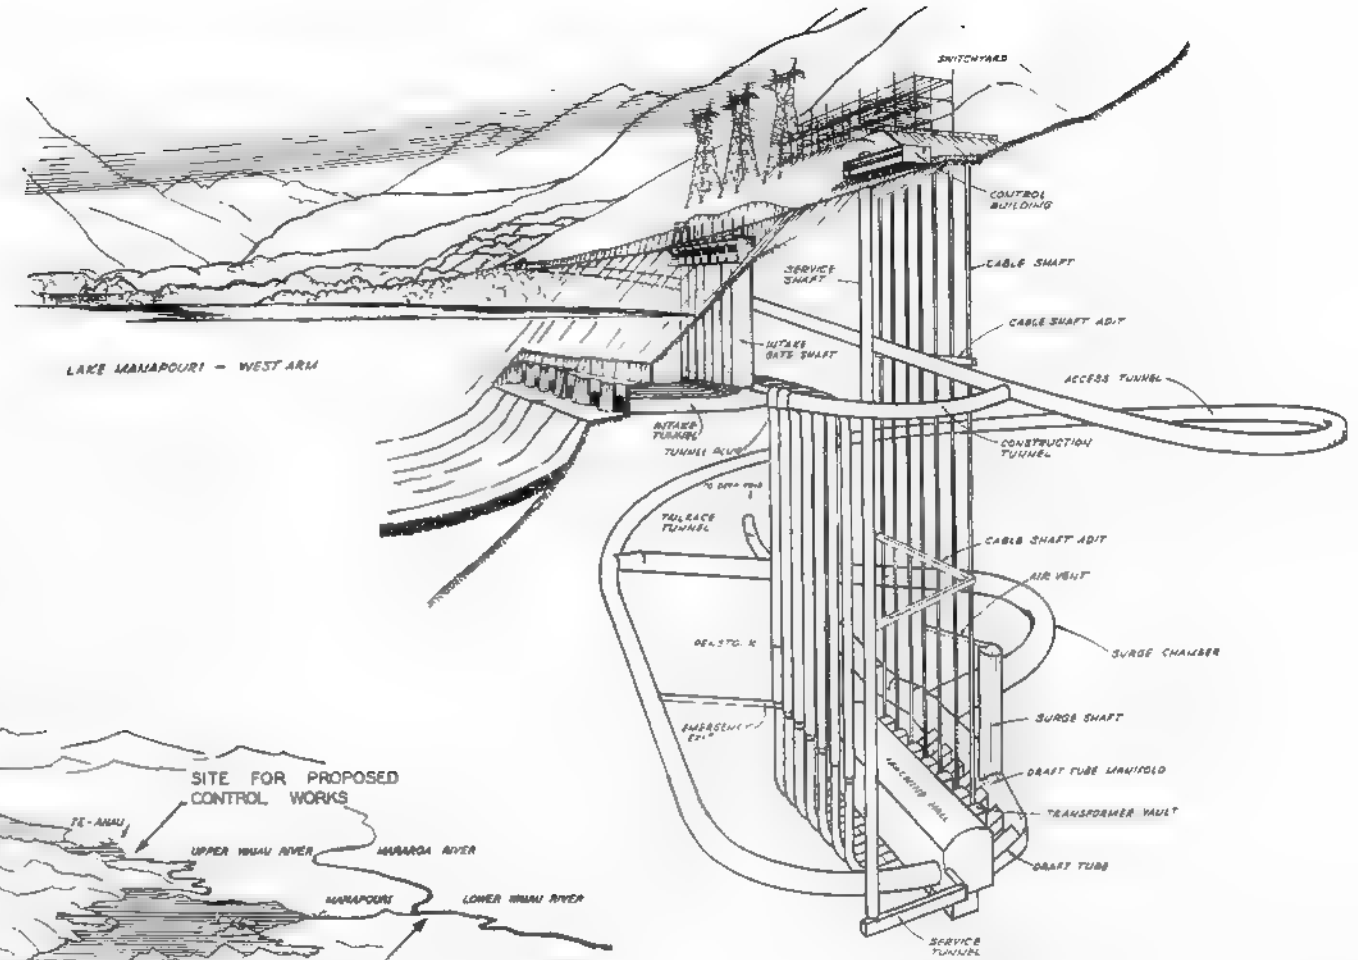 SWITCHYARD
CONTROL
BUILDING
SERVICE
SHAFT
CABLE SHAFT
CABLE SHAFT ADIT
INTAKE
GATE SHAFT
LAKE MANAPOURI — WEST ARM
ACCESS TUNNEL
INTAKE
TUNNEL
TUNNEL PLUG
CONSTRUCTION
TUNNEL
TAILRACE
TUNNEL
CABLE SHAFT ADIT
AIR VENT
PENSTOCK
SURGE CHAMBER
EMERGENCY
EXIT
SURGE SHAFT
MACHINE HALL
DRAFT TUBE MANIFOLD
TRANSFORMER VAULT
DRAFT TUBE
SERVICE
TUNNEL
SITE FOR PROPOSED
CONTROL WORKS
TE-ANAU
UPPER WAIAU RIVER
MARAROA RIVER
MANAPOURI
LOWER WAIAU RIVER